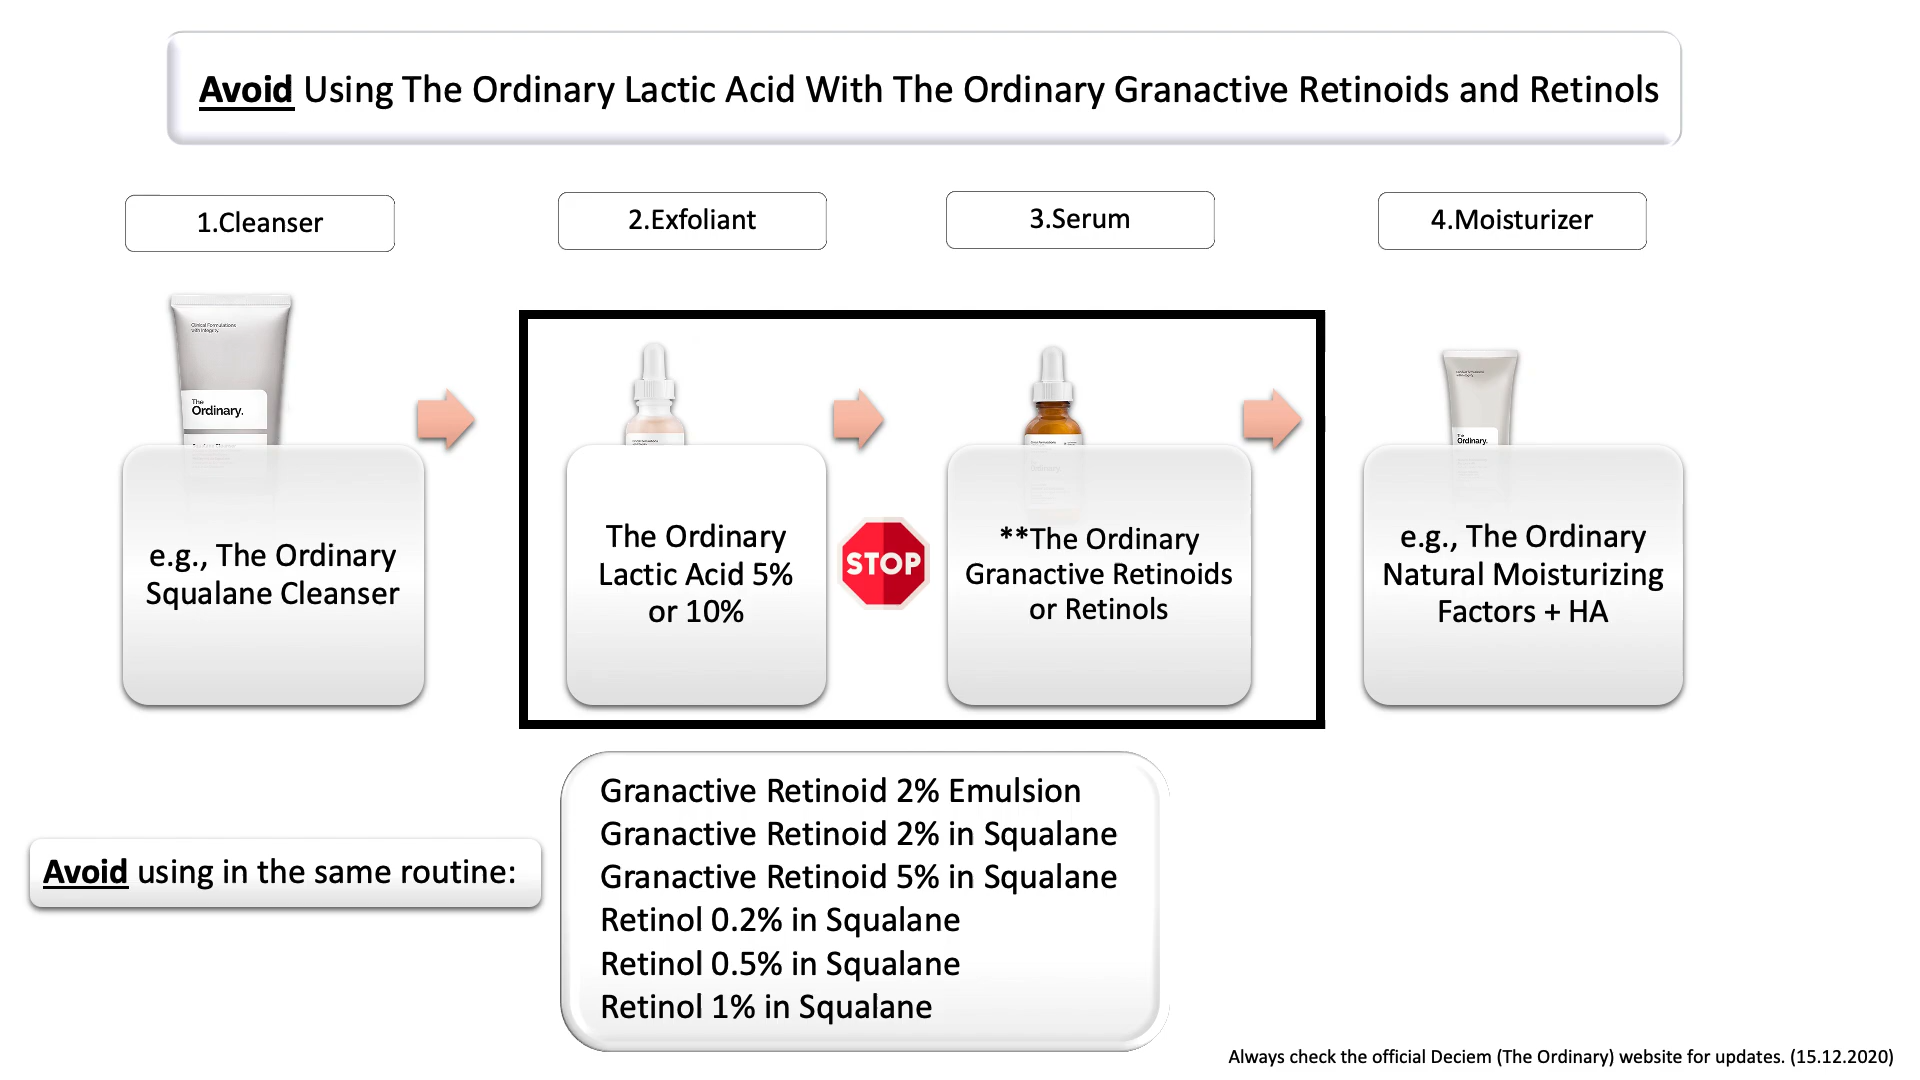 Avoid Using The Ordinary Lactic Acid With The Ordinary Granactive Retinoids and Retinols
1.Cleanser
2.Exfoliant
3.Serum
4.Moisturizer
Clinical Formulations
with Integrity.
The
Ordinary.
The
Ordinary.
e.g., The Ordinary
Squalane Cleanser
The Ordinary
Lactic Acid 5%
or 10%
STOP
**The Ordinary
Granactive Retinoids
or Retinols
e.g., The Ordinary
Natural Moisturizing
Factors + HA
Avoid using in the same routine:
Granactive Retinoid 2% Emulsion
Granactive Retinoid 2% in Squalane
Granactive Retinoid 5% in Squalane
Retinol 0.2% in Squalane
Retinol 0.5% in Squalane
Retinol 1% in Squalane
Always check the official Deciem (The Ordinary) website for updates. (15.12.2020)